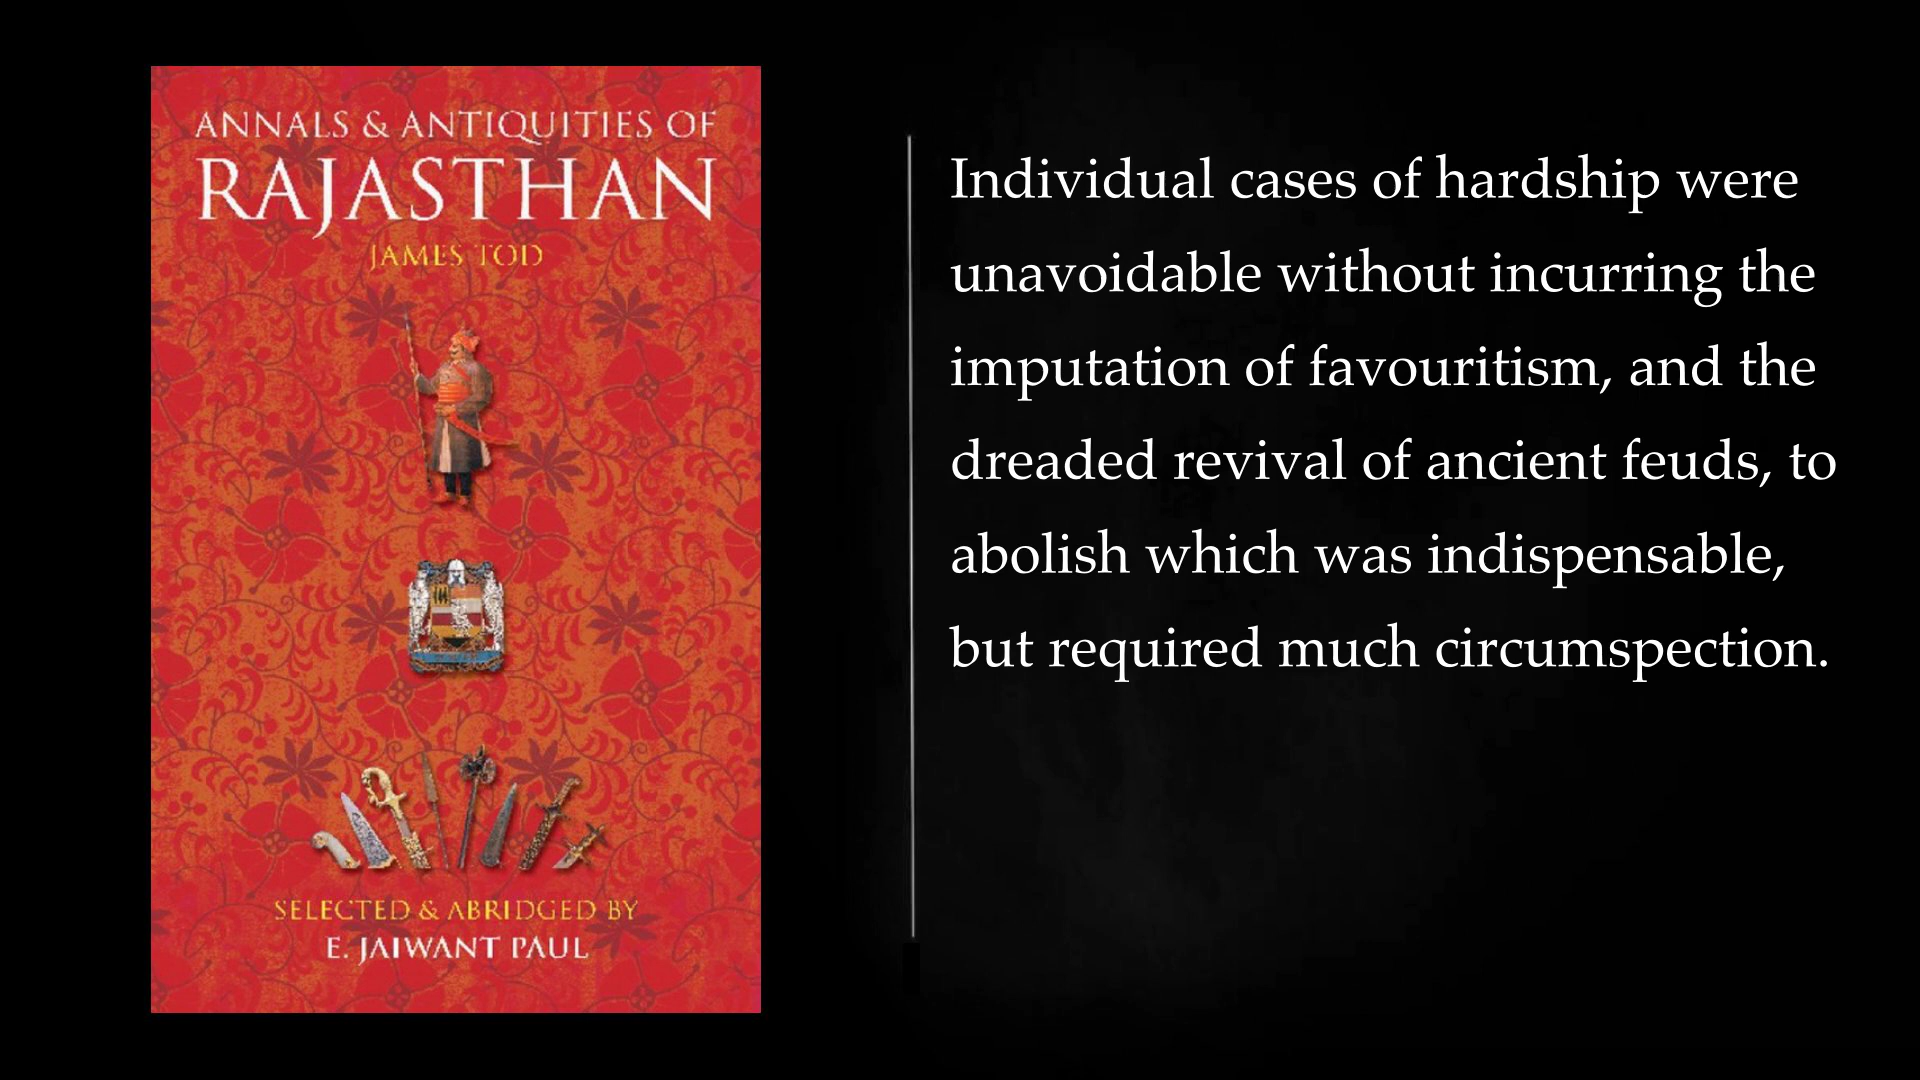 ANNALS & ANTIQUITIES OF
RAJASTHAN
JAMES TOD
SELECTED & ABRIDGED BY
E. JAIWANT PAUL
Individual cases of hardship were
unavoidable without incurring the
imputation of favouritism, and the
dreaded revival of ancient feuds, to
abolish which was indispensable,
but required much circumspection.